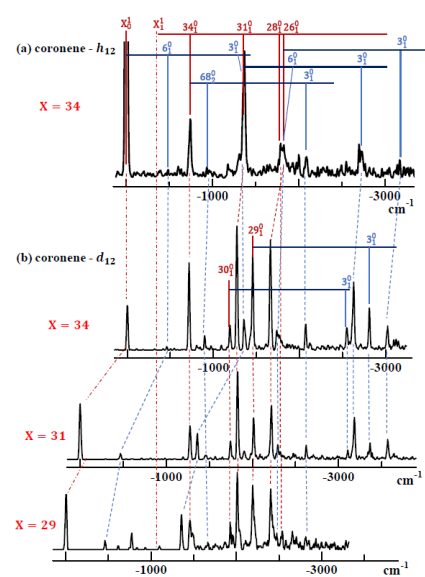 X₀¹ X₁¹ 34₁⁰ 31₁⁰ 28₁⁰ 26₁⁰
(a) coronene - h₁₂
6₁⁰ 3₁⁰ 6₁⁰ 3₁⁰ 3₁⁰
68₂⁰ 3₁⁰
X = 34
-1000 -3000
cm⁻¹
29₁⁰
(b) coronene - d₁₂
3₁⁰
30₁⁰ 3₁⁰
X = 34
-1000 -3000
X = 31
-1000 -3000
cm⁻¹
X = 29
-1000 -3000
cm⁻¹